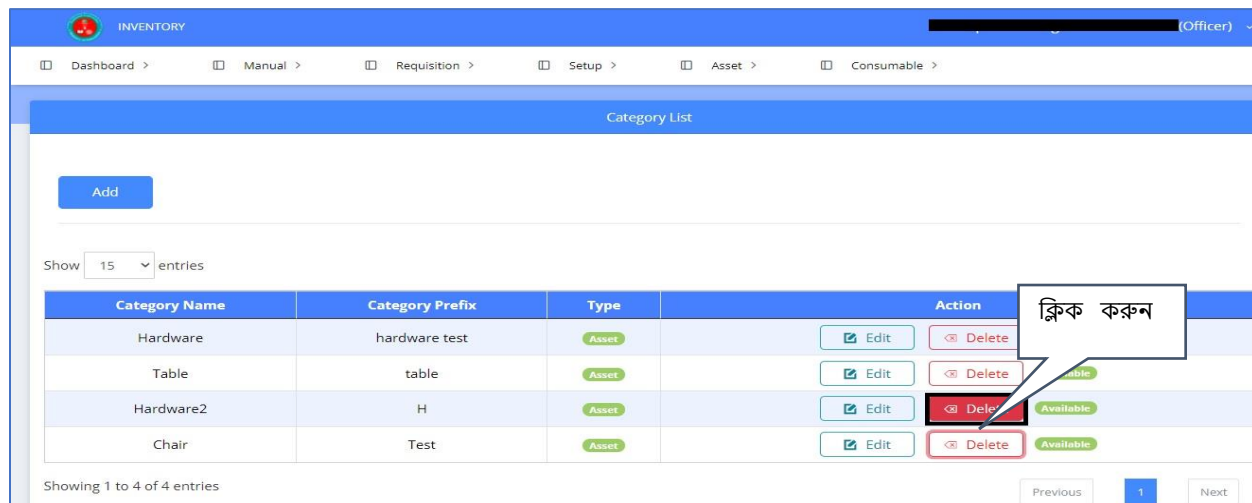 INVENTORY (Officer)
Dashboard > Manual > Requisition > Setup > Asset > Consumable >
Category List
Add
Show 15 entries
Category Name Category Prefix Type Action
ক্লিক করুন
Hardware hardware test Asset Edit Delete
Table table Asset Edit Delete
Hardware2 H Asset Edit Delete Available
Chair Test Asset Edit Delete Available
Showing 1 to 4 of 4 entries
Previous 1 Next